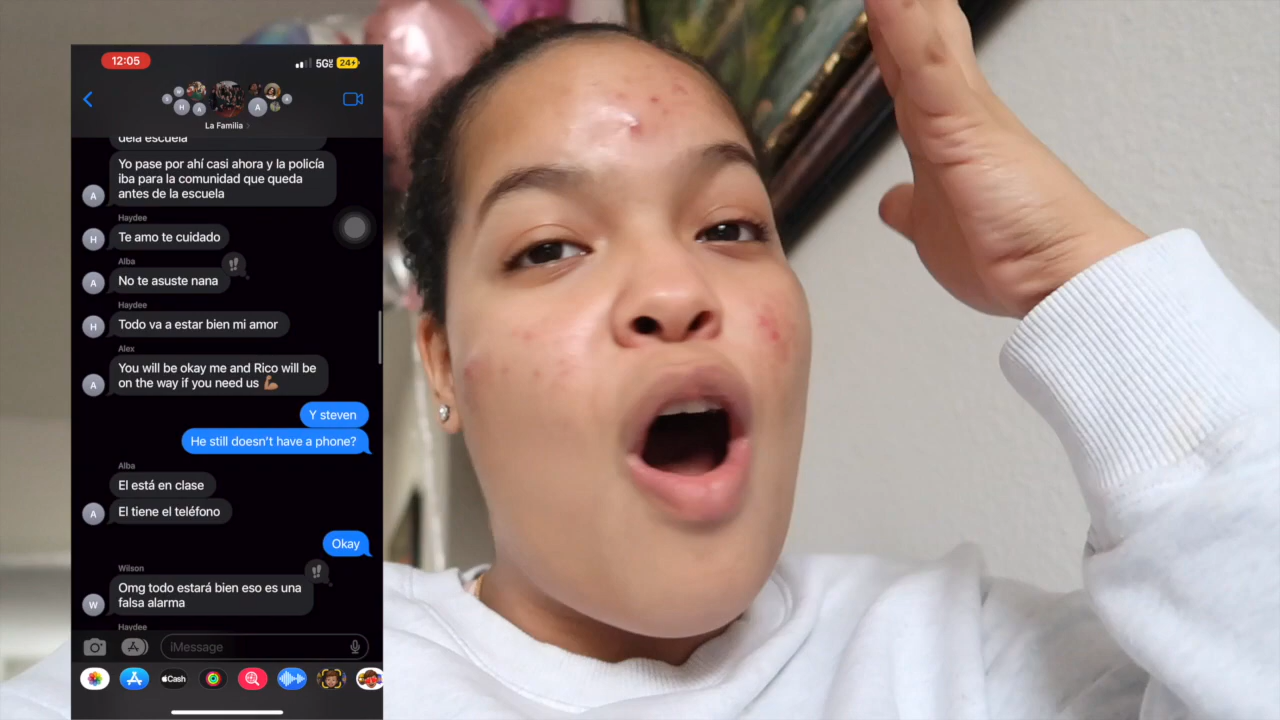 12:05
5G
24
La Familia
dela escuela
Yo pase por ahí casi ahora y la policía
iba para la comunidad que queda
antes de la escuela
A
Haydee
Te amo te cuidado
H
Alba
No te asuste nana
A
Haydee
Todo va a estar bien mi amor
H
Alex
You will be okay me and Rico will be
on the way if you need us 💪🏽
A
Y steven
He still doesn't have a phone?
Alba
El está en clase
El tiene el teléfono
A
Okay
Wilson
Omg todo estará bien eso es una
falsa alarma
W
Haydee
iMessage
Cash